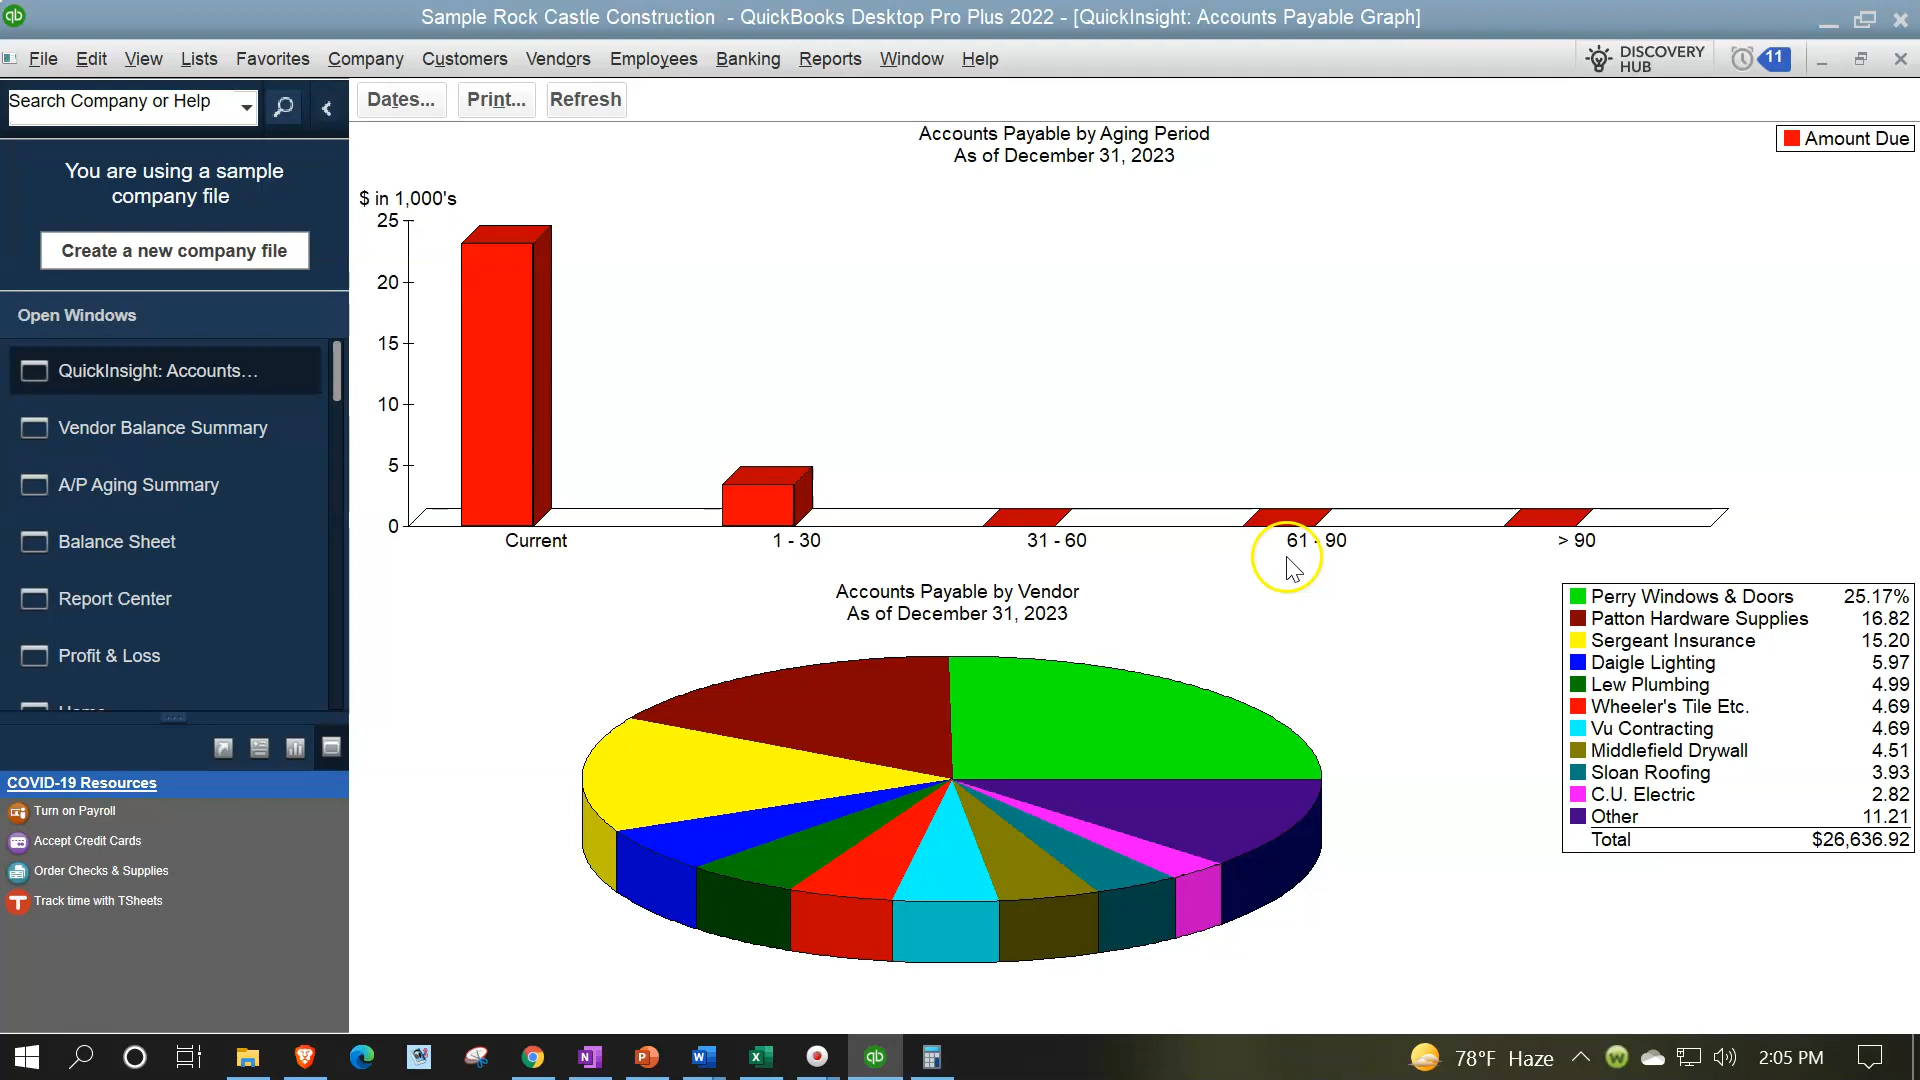 qb
Sample Rock Castle Construction - QuickBooks Desktop Pro Plus 2022 - [QuickInsight: Accounts Payable Graph]
File Edit View Lists Favorites Company Customers Vendors Employees Banking Reports Window Help
DISCOVERY
HUB
11
Search Company or Help
Dates... Print... Refresh
You are using a sample
company file
Create a new company file
Open Windows
QuickInsight: Accounts...
Vendor Balance Summary
A/P Aging Summary
Balance Sheet
Report Center
Profit & Loss
COVID-19 Resources
Turn on Payroll
Accept Credit Cards
Order Checks & Supplies
Track time with TSheets
Accounts Payable by Aging Period
As of December 31, 2023
Amount Due
$ in 1,000's
25
20
15
10
5
0
Current 1 - 30 31 - 60 61 - 90 > 90
Accounts Payable by Vendor
As of December 31, 2023
Perry Windows & Doors 25.17%
Patton Hardware Supplies 16.82
Sergeant Insurance 15.20
Daigle Lighting 5.97
Lew Plumbing 4.99
Wheeler's Tile Etc. 4.69
Vu Contracting 4.69
Middlefield Drywall 4.51
Sloan Roofing 3.93
C.U. Electric 2.82
Other 11.21
Total $26,636.92
78°F Haze
2:05 PM